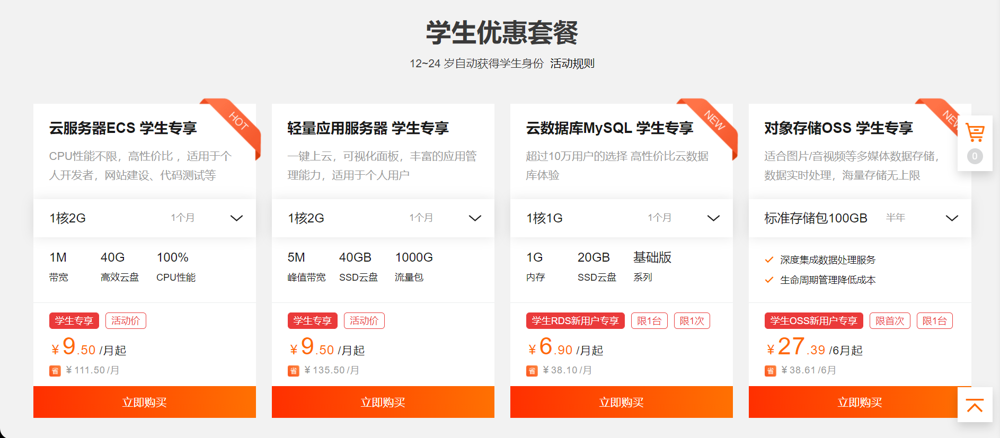 学生优惠套餐
12~24 岁自动获得学生身份 活动规则
HOT
云服务器ECS 学生专享
CPU性能不限，高性价比，适用于个
人开发者，网站建设、代码测试等
1核2G 1个月
1M 40G 100%
带宽 高效云盘 CPU性能
学生专享 活动价
¥9.50 /月起
省 ¥111.50/月
立即购买
轻量应用服务器 学生专享
一键上云，可视化面板，丰富的应用管
理能力，适用于个人用户
1核2G 1个月
5M 40GB 1000G
峰值带宽 SSD云盘 流量包
学生专享 活动价
¥9.50 /月起
省 ¥135.50/月
立即购买
NEW
云数据库MySQL 学生专享
超过10万用户的选择 高性价比云数据
库体验
1核1G 1个月
1G 20GB 基础版
内存 SSD云盘 系列
学生RDS新用户专享 限1台 限1次
¥6.90 /月起
省 ¥38.10/月
立即购买
NEW
对象存储OSS 学生专享
适合图片/音视频等多媒体数据存储，
数据实时处理，海量存储无上限
标准存储包100GB 半年
深度集成数据处理服务
生命周期管理降低成本
学生OSS新用户专享 限首次 限1台
¥27.39 /6月起
省 ¥38.61/6月
立即购买
0